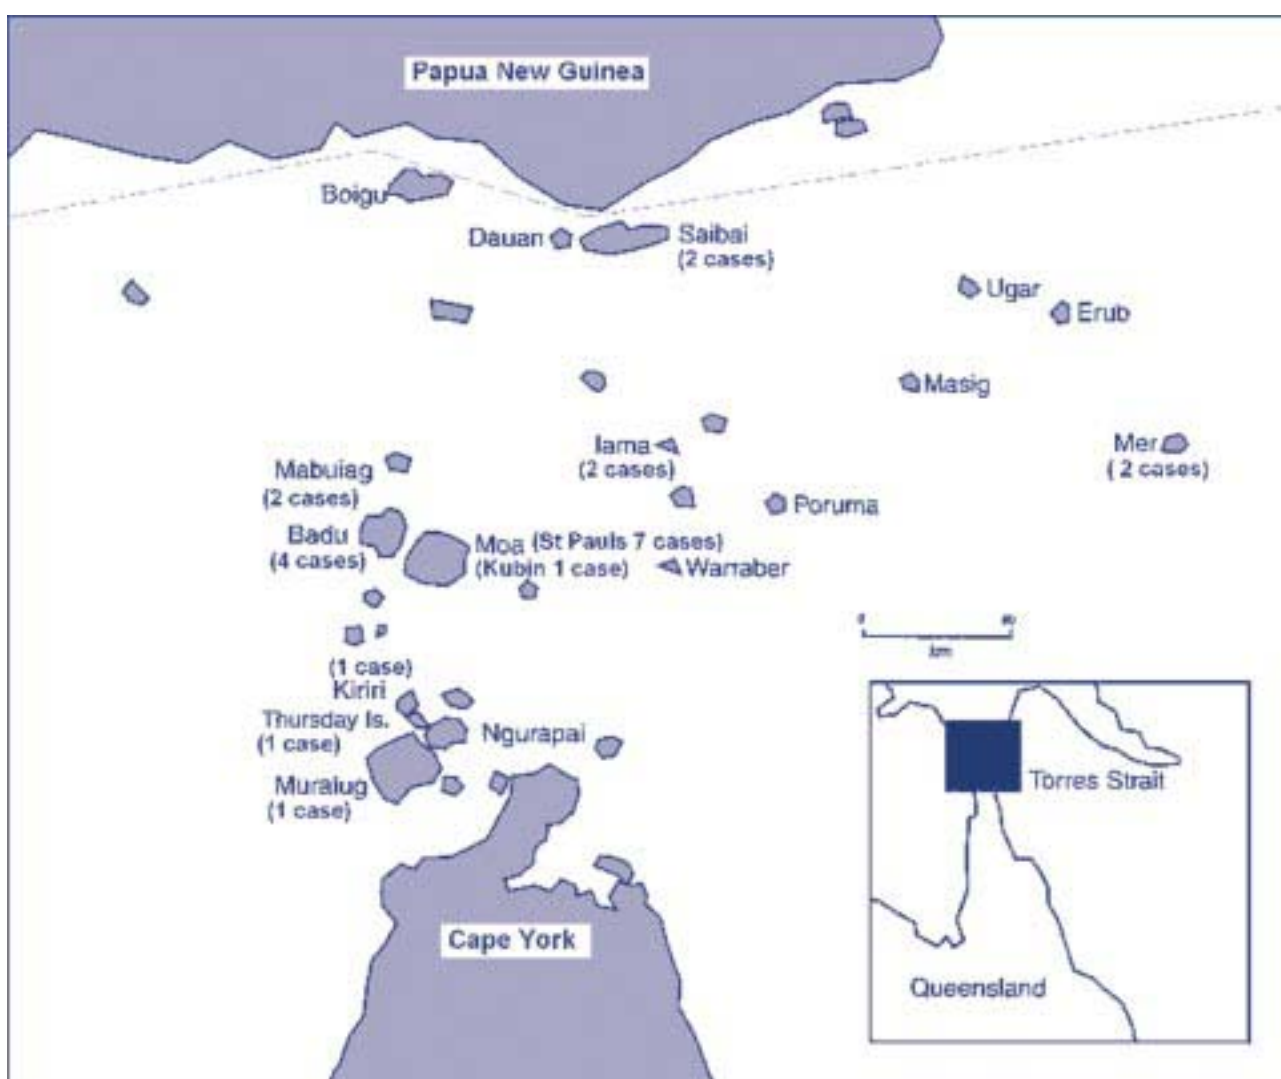 Papua New Guinea
Boigu
Dauan
Saibai
(2 cases)
Ugar
Erub
Masig
Iama
(2 cases)
Mer
( 2 cases)
Mabuiag
(2 cases)
Poruma
Badu
(4 cases)
Moa (St Pauls 7 cases)
(Kubin 1 case)
Warraber
km
(1 case)
Kiriri
Thursday Is.
(1 case)
Ngurapai
Muralug
(1 case)
Torres Strait
Cape York
Queensland